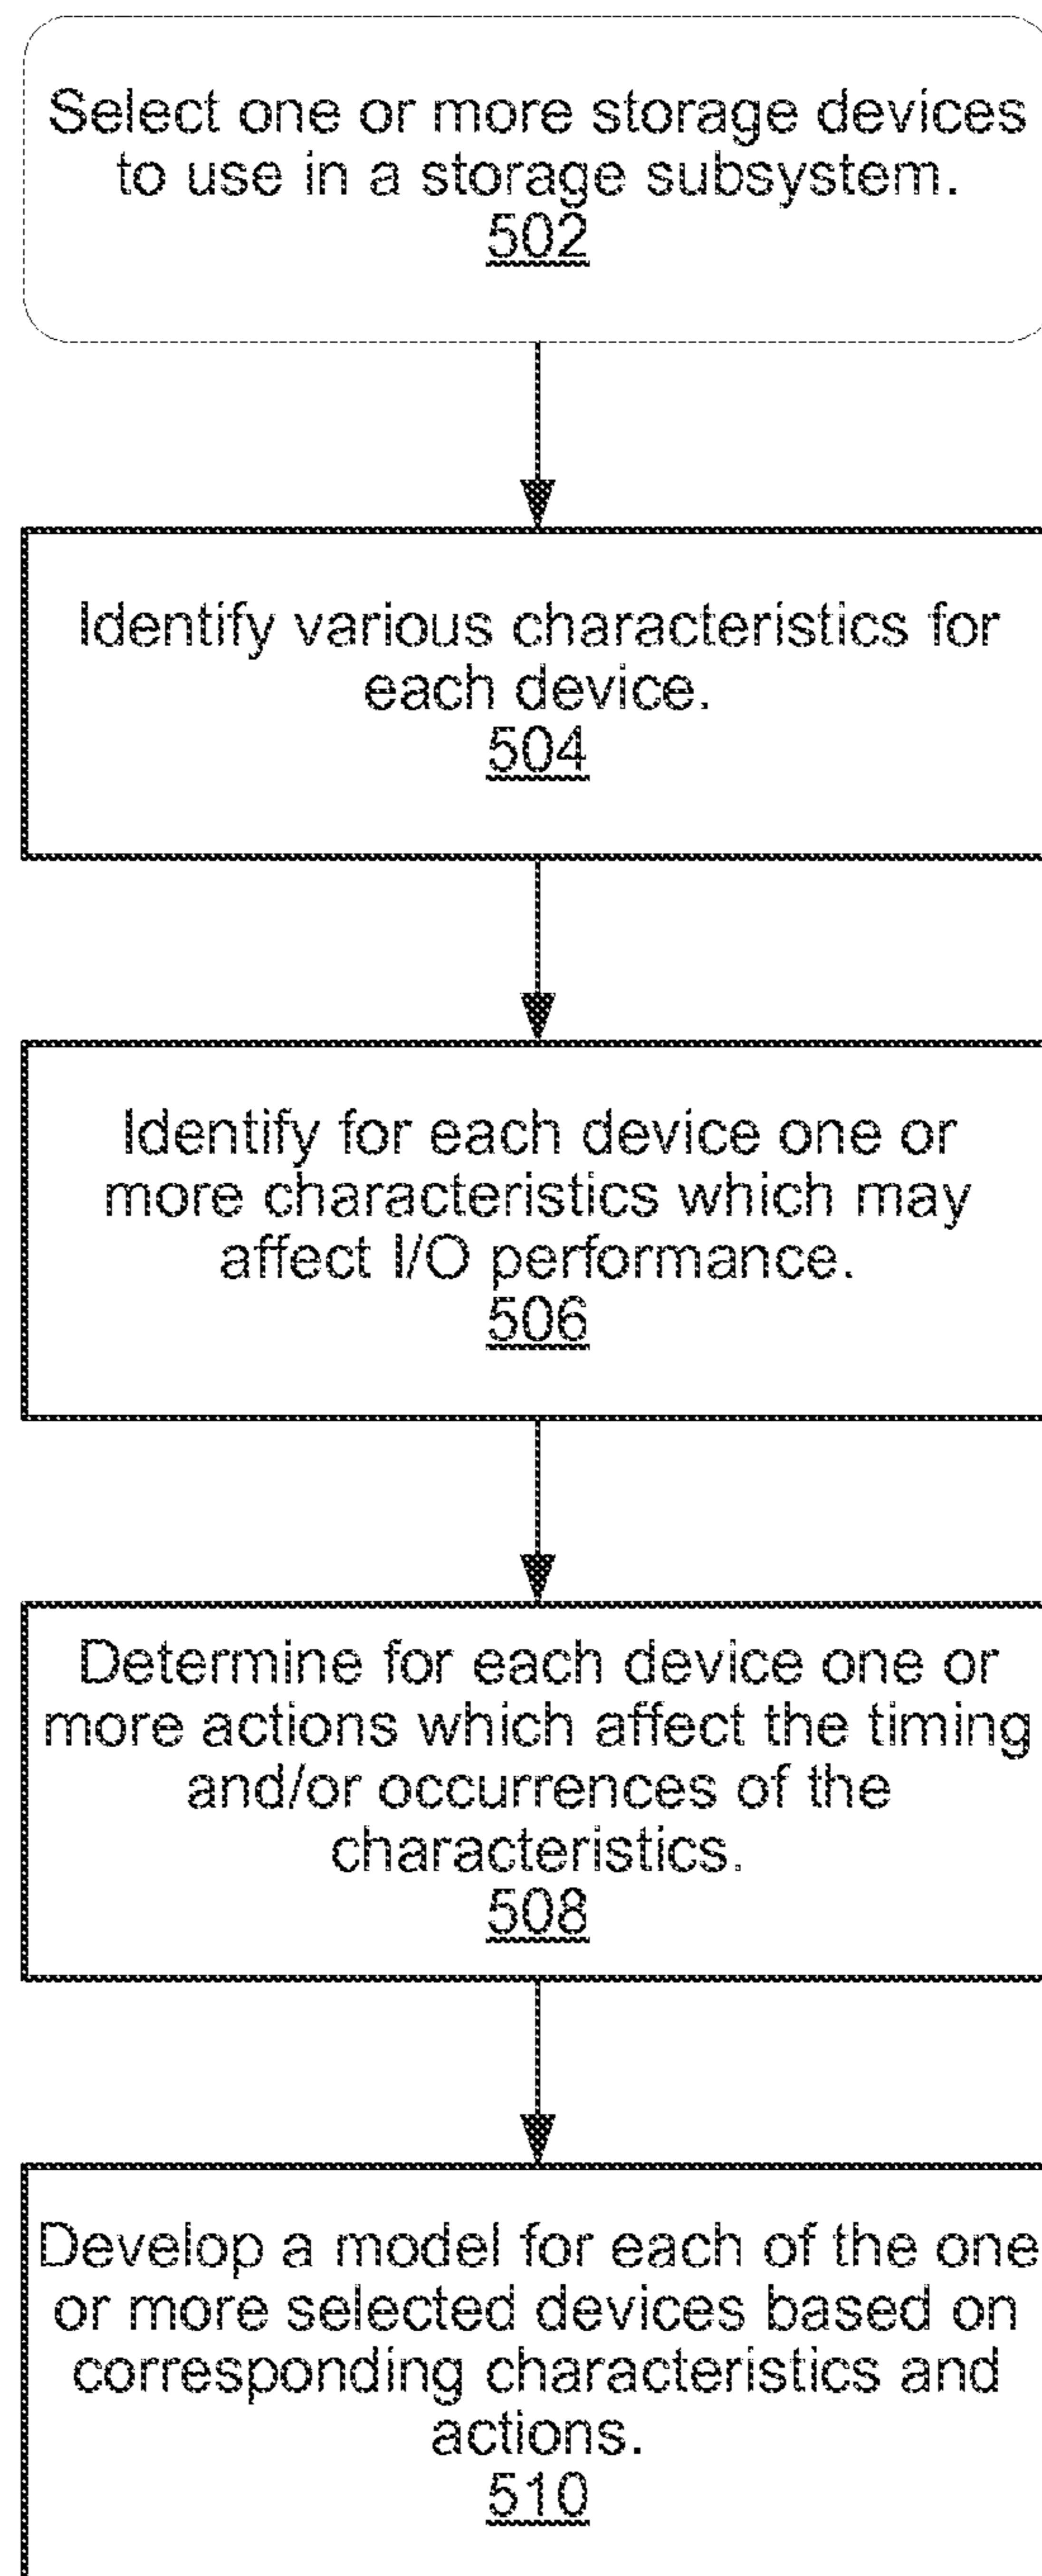 Select one or more storage devices
to use in a storage subsystem.
502
Identify various characteristics for
each device.
504
Identify for each device one or
more characteristics which may
affect I/O performance.
506
Determine for each device one or
more actions which affect the timing
and/or occurrences of the
characteristics.
508
Develop a model for each of the one
or more selected devices based on
corresponding characteristics and
actions.
510